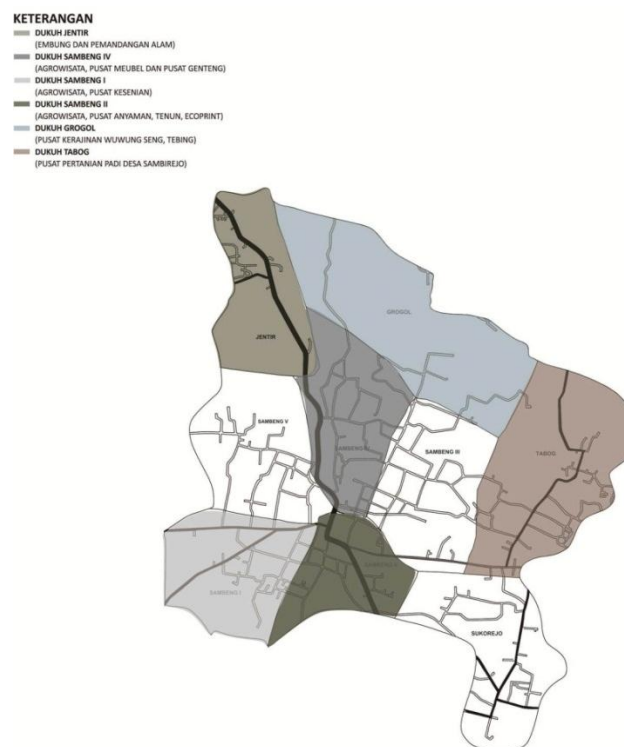 KETERANGAN
DUKUH JENTIR
(EMBUNG DAN PEMANDANGAN ALAM)
DUKUH SAMBENG IV
(AGROWISATA, PUSAT MEUBEL DAN PUSAT GENTENG)
DUKUH SAMBENG I
(AGROWISATA, PUSAT KESENIAN)
DUKUH SAMBENG II
(AGROWISATA, PUSAT ANYAMAN, TENUN, ECOPRINT)
DUKUH GROGOL
(PUSAT KERAJINAN WUWUNG SENG, TEBING)
DUKUH TABOG
(PUSAT PERTANIAN PADI DESA SAMBIREJO)
GROGOL
JENTIR
SAMBENG V
SAMBENG III
TABOG
SAMBENG I
SUKOREJO